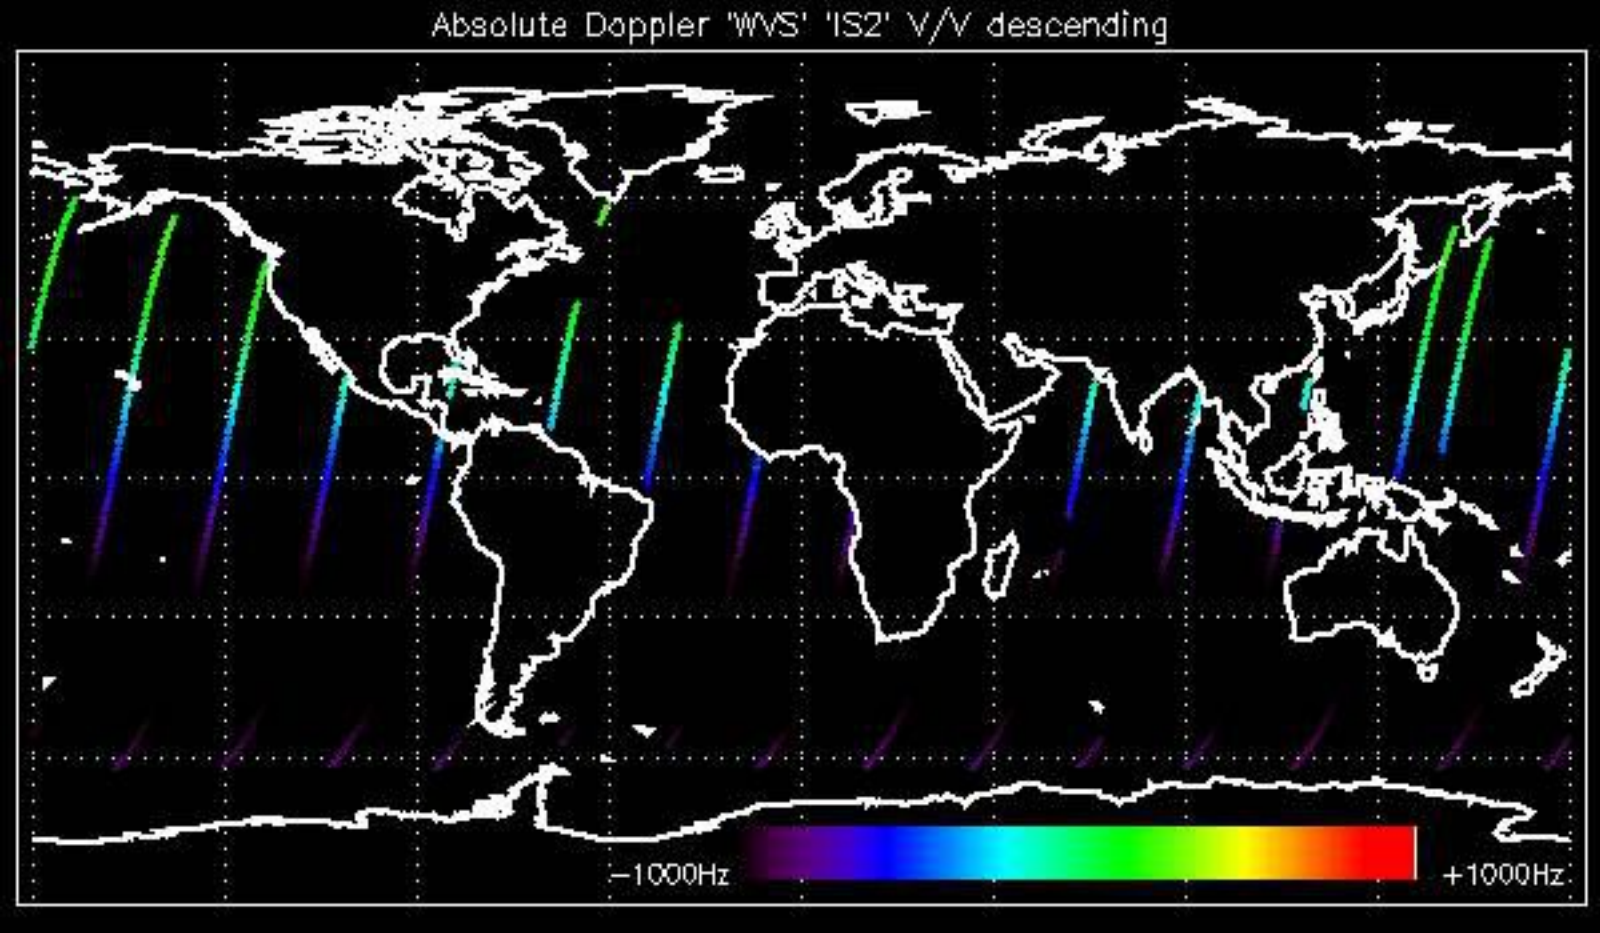 Absolute Doppler 'WVS' 'IS2' V/V descending
-1000Hz +1000Hz